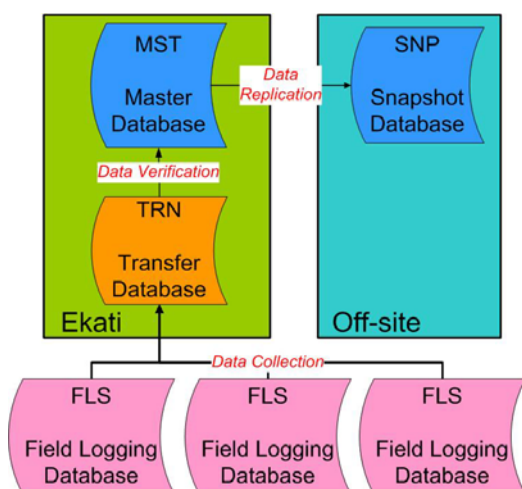 MST
Master
Database
Data
Replication
SNP
Snapshot
Database
Data Verification
TRN
Transfer
Database
Ekati
Off-site
Data Collection
FLS
Field Logging
Database
FLS
Field Logging
Database
FLS
Field Logging
Database